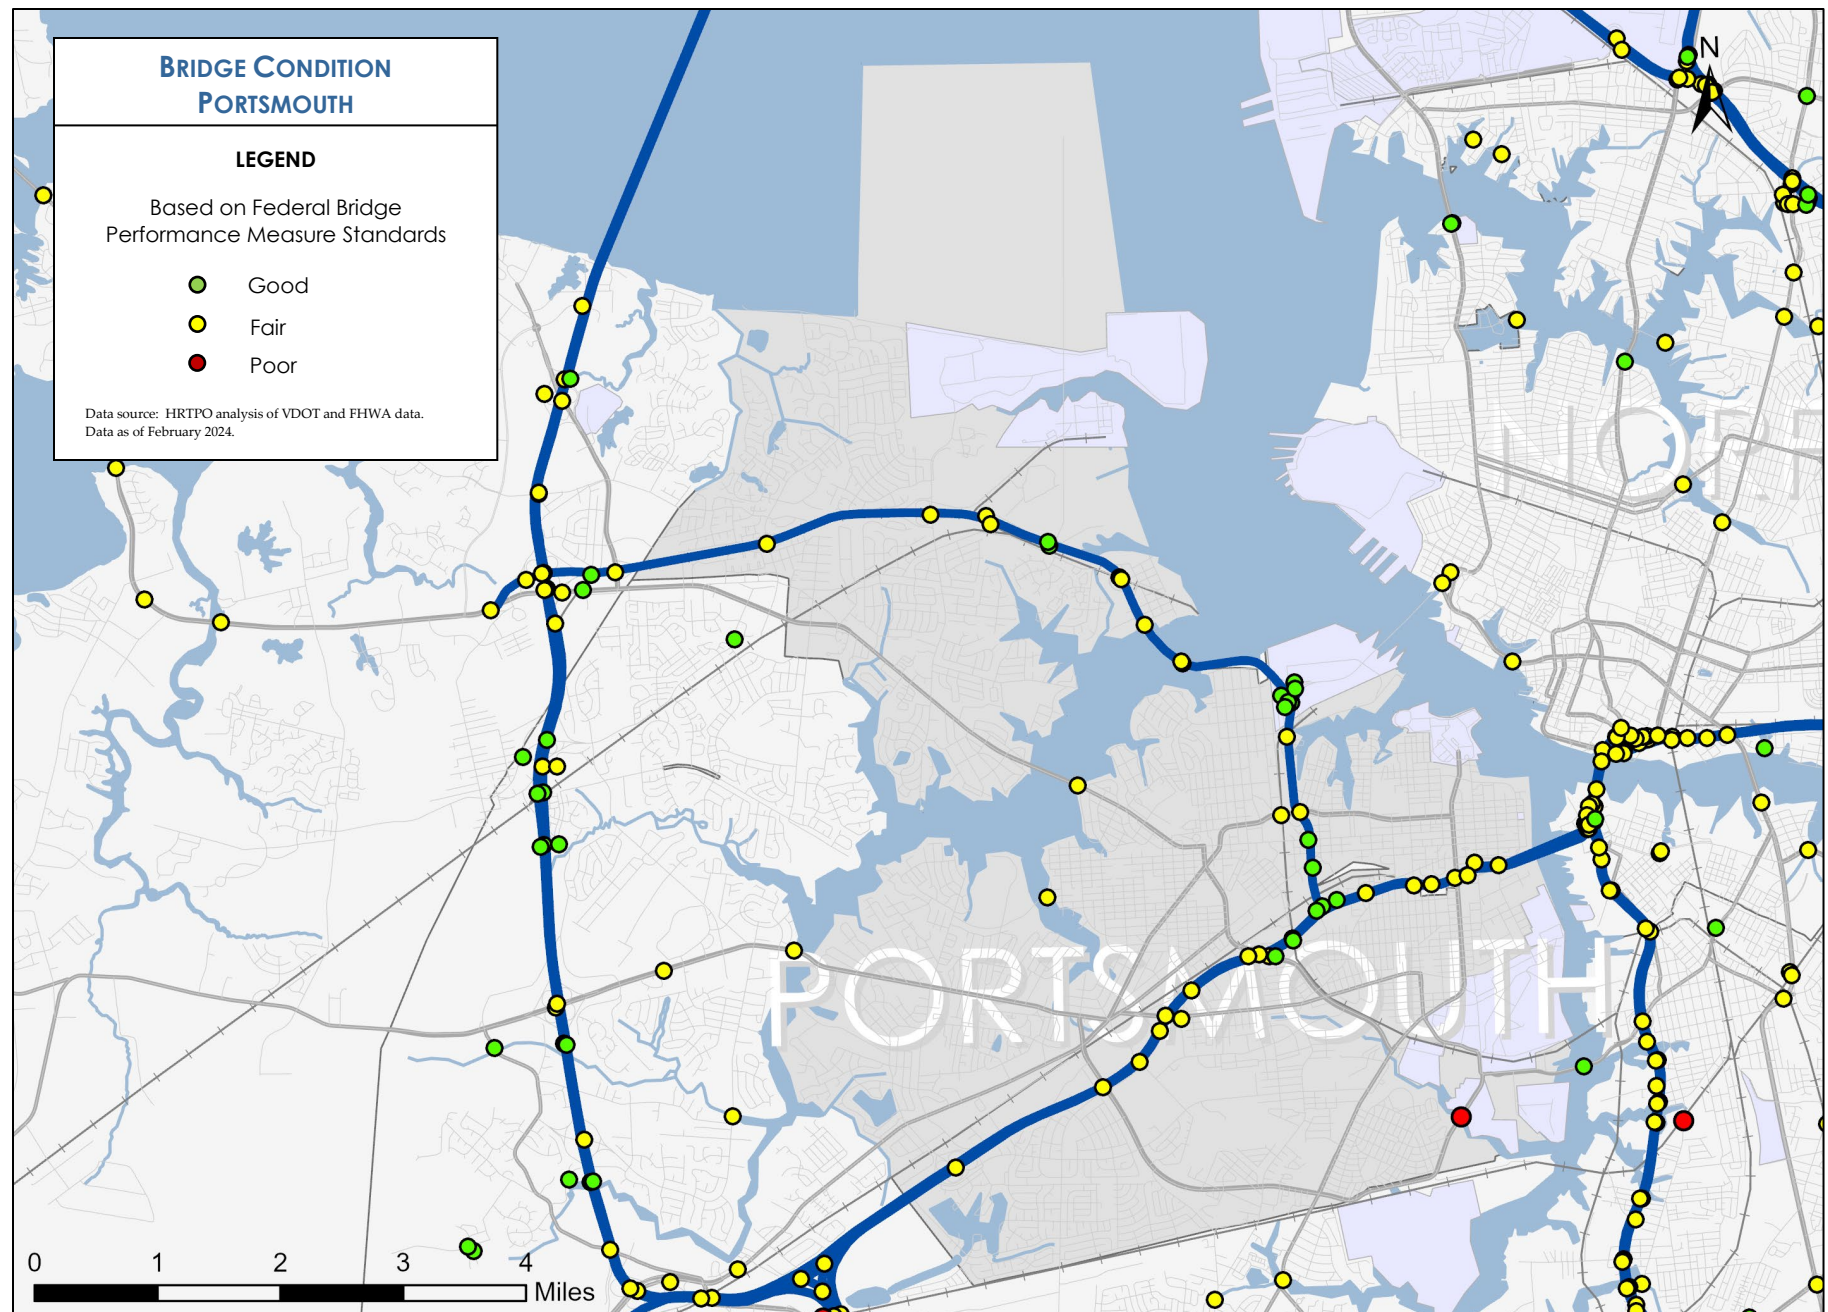 BRIDGE CONDITION
PORTSMOUTH
LEGEND
Based on Federal Bridge
Performance Measure Standards
Good
Fair
Poor
Data source: HRTPO analysis of VDOT and FHWA data.
Data as of February 2024.
N
NORF
PORTSMOUTH
0 1 2 3 4
Miles